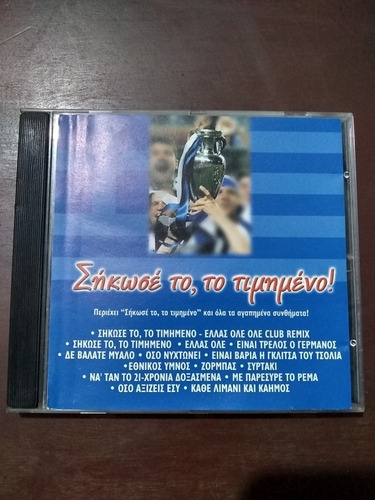 Σήκωσέ το, το τιμημένο!
Περιέχει "Σήκωσέ το, το τιμημένο" και όλα τα αγαπημένα συνθήματα!
• ΣΗΚΩΣΕ ΤΟ, ΤΟ ΤΙΜΗΜΕΝΟ - ΕΛΛΑΣ ΟΛΕ ΟΛΕ CLUB REMIX
• ΣΗΚΩΣΕ ΤΟ, ΤΟ ΤΙΜΗΜΕΝΟ • ΕΛΛΑΣ ΟΛΕ • ΕΙΝΑΙ ΤΡΕΛΟΣ Ο ΓΕΡΜΑΝΟΣ
• ΔΕ ΒΑΛΑΤΕ ΜΥΑΛΟ • ΟΣΟ ΝΥΧΤΩΝΕΙ • ΕΙΝΑΙ ΒΑΡΙΑ Η ΓΚΛΙΤΣΑ ΤΟΥ ΤΣΟΛΙΑ
• ΕΘΝΙΚΟΣ ΥΜΝΟΣ • ΖΟΡΜΠΑΣ • ΣΥΡΤΑΚΙ
• ΝΑ' ΤΑΝ ΤΟ 21-ΧΡΟΝΙΑ ΔΟΞΑΣΜΕΝΑ • ΜΕ ΠΑΡΕΣΥΡΕ ΤΟ ΡΕΜΑ
• ΟΣΟ ΑΞΙΖΕΙΣ ΕΣΥ • ΚΑΘΕ ΛΙΜΑΝΙ ΚΑΙ ΚΑΗΜΟΣ